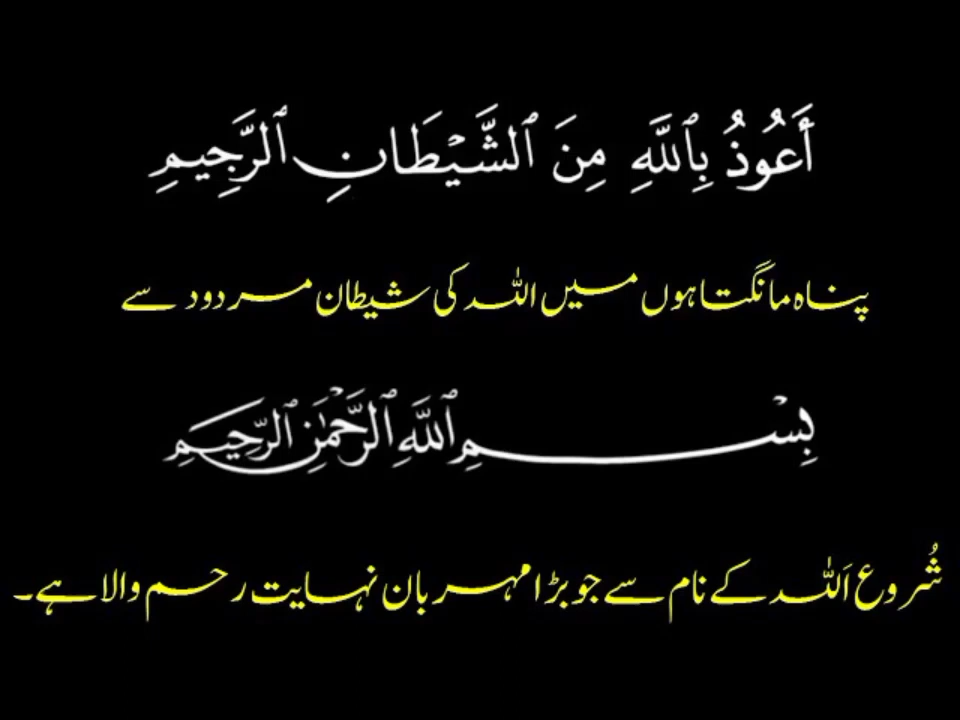 أَعُوذُ بِٱللَّهِ مِنَ ٱلشَّيْطَانِ ٱلرَّجِيمِ
پناہ مانگتا ہوں میں اللہ کی شیطان مردود سے
بِسْمِ ٱللَّهِ ٱلرَّحْمَٰنِ ٱلرَّحِيمِ
شُروع اَللہ کے نام سے جو بڑا مہربان نہایت رحم والا ہے۔